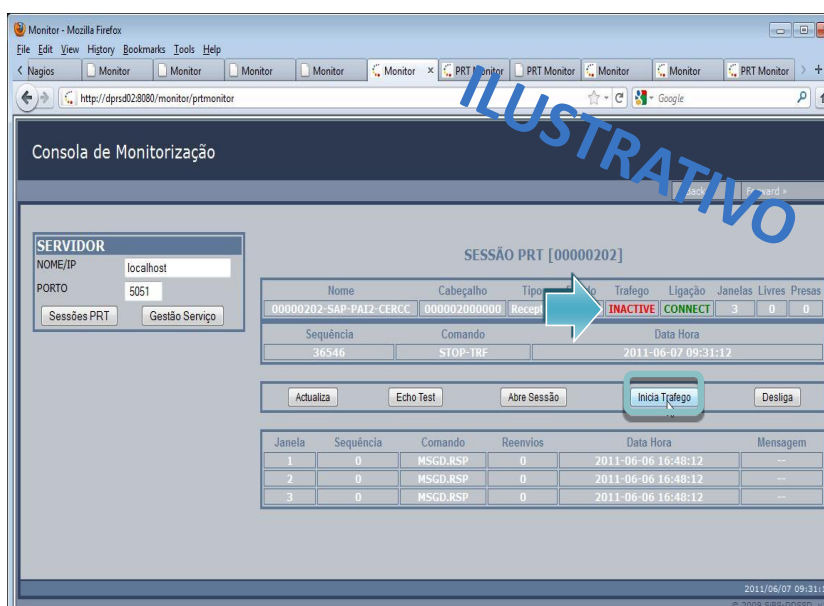 Monitor - Mozilla Firefox
File Edit View History Bookmarks Tools Help
Nagios Monitor Monitor Monitor Monitor Monitor x PRT Monitor PRT Monitor Monitor Monitor PRT Monitor
http://dprsd02:8080/monitor/prtmonitor Google
ILUSTRATIVO
Consola de Monitorização
SERVIDOR
NOME/IP localhost
PORTO 5051
Sessões PRT Gestão Serviço
SESSÃO PRT [00000202]
Nome Cabeçalho Tipo Trafego Ligação Janelas Livres Presas
00000202-SAP-PAI2-CERCC 000002000000 INACTIVE CONNECT 3 0 0
Sequência Comando Data Hora
36546 STOP-TRF 2011-06-07 09:31:12
Actualiza Echo Test Abre Sessão Inicia Trafego Desliga
Janela Sequência Comando Reenvios Data Hora Mensagem
1 0 MSGD.RSP 0 2011-06-06 16:48:12 --
2 0 MSGD.RSP 0 2011-06-06 16:48:12 --
3 0 MSGD.RSP 0 2011-06-06 16:48:12 --